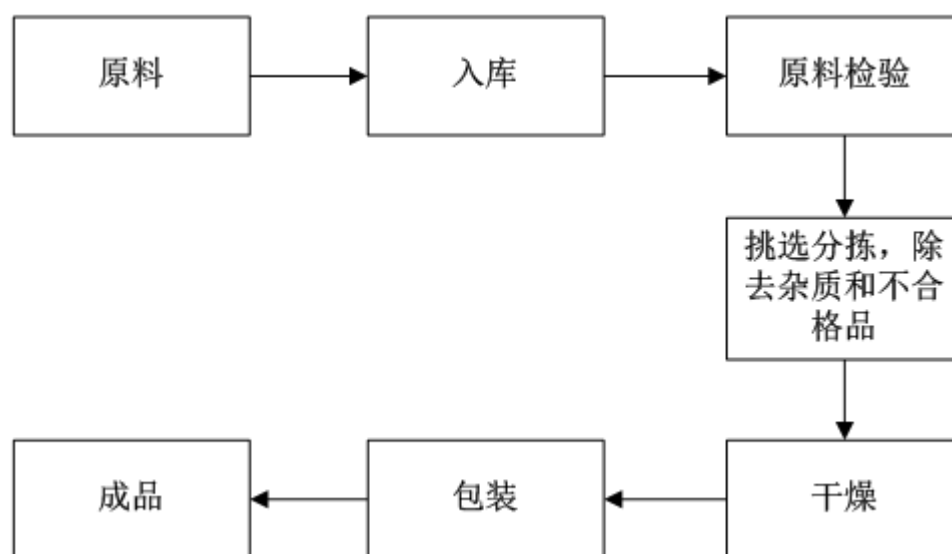 原料
入库
原料检验
挑选分拣，除
去杂质和不合
格品
成品
包装
干燥